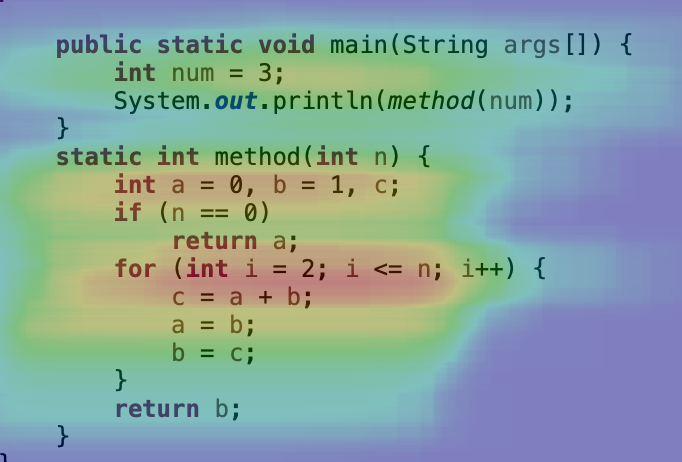 public static void main(String args[]) {
int num = 3;
System.out.println(method(num));
}
static int method(int n) {
int a = 0, b = 1, c;
if (n == 0)
return a;
for (int i = 2; i <= n; i++) {
c = a + b;
a = b;
b = c;
}
return b;
}
}